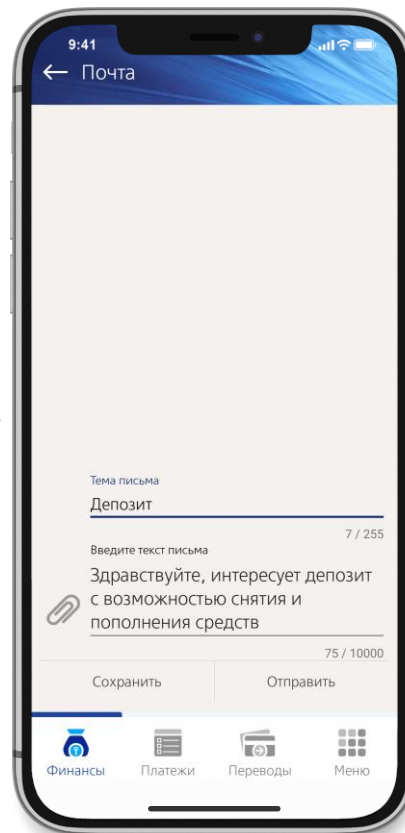 9:41
Почта
Тема письма
Депозит
7 / 255
Введите текст письма
Здравствуйте, интересует депозит
с возможностью снятия и
пополнения средств
75 / 10000
Сохранить Отправить
Финансы Платежи Переводы Меню